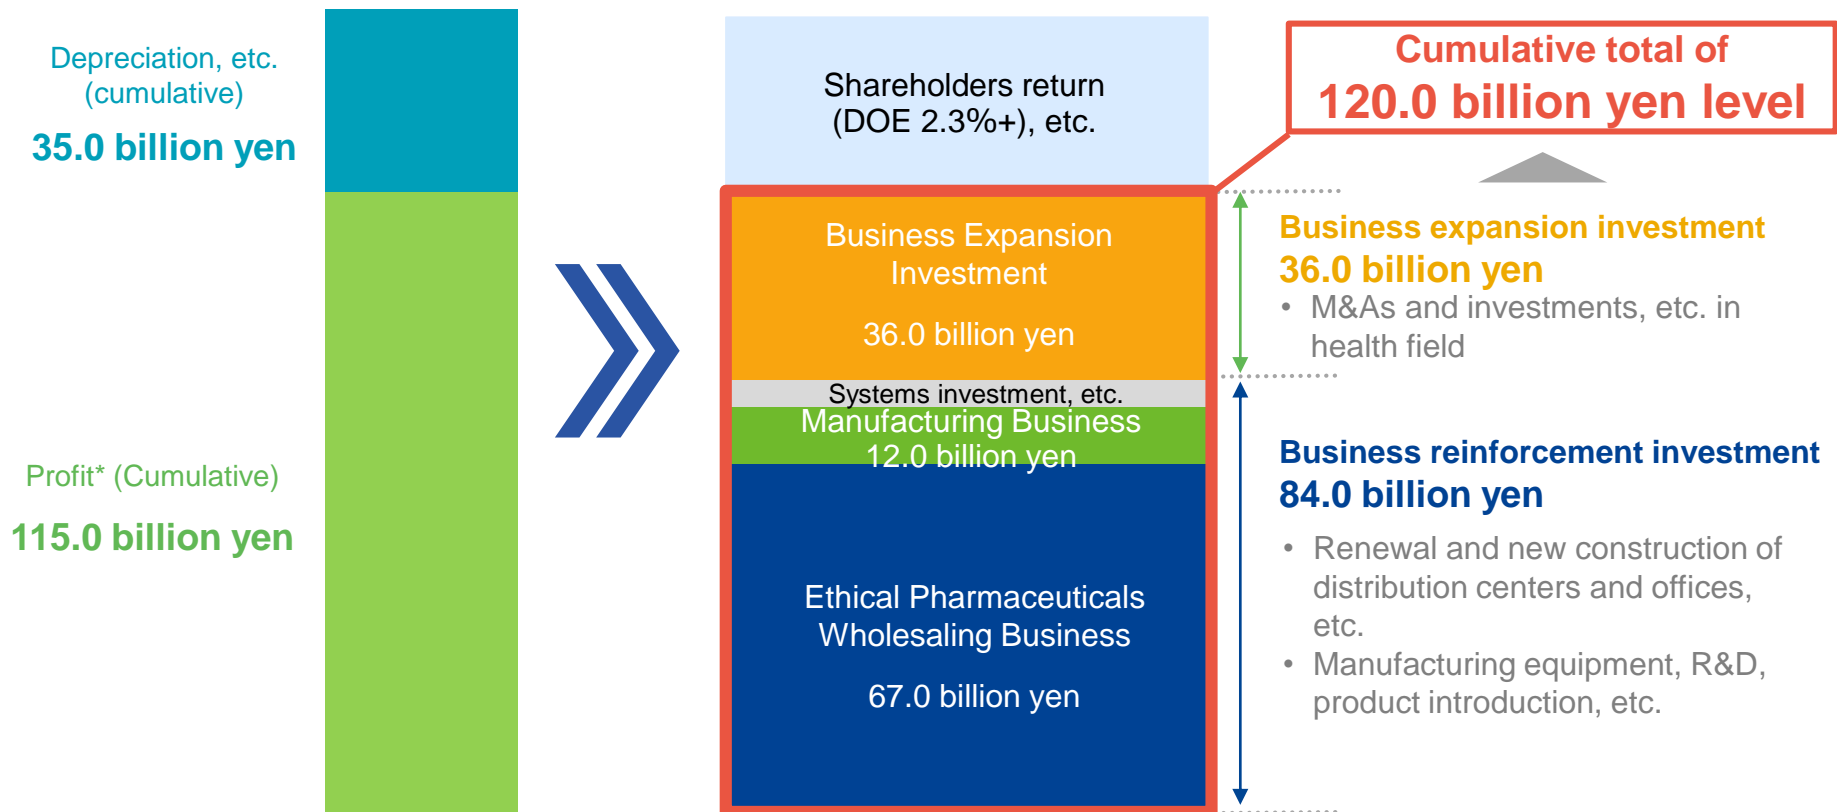 Depreciation, etc.
(cumulative)
35.0 billion yen
Profit* (Cumulative)
115.0 billion yen
Shareholders return
(DOE 2.3%+), etc.
Business Expansion
Investment
36.0 billion yen
Systems investment, etc.
Manufacturing Business
12.0 billion yen
Ethical Pharmaceuticals
Wholesaling Business
67.0 billion yen
Cumulative total of
120.0 billion yen level
Business expansion investment
36.0 billion yen
• M&As and investments, etc. in
health field
Business reinforcement investment
84.0 billion yen
• Renewal and new construction of
distribution centers and offices,
etc.
• Manufacturing equipment, R&D,
product introduction, etc.